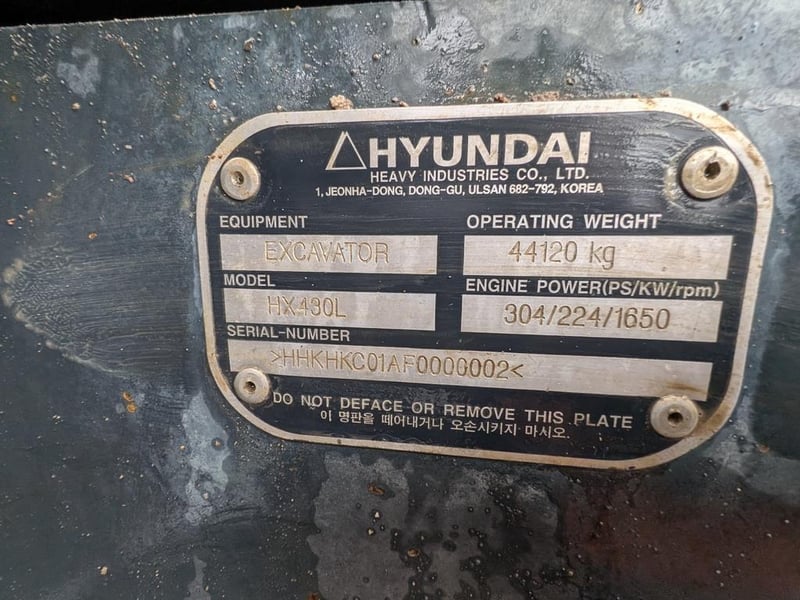 HYUNDAI
HEAVY INDUSTRIES CO., LTD.
1, JEONHA-DONG, DONG-GU, ULSAN 682-792, KOREA
EQUIPMENT
OPERATING WEIGHT
EXCAVATOR
44120 kg
MODEL
ENGINE POWER(PS/KW/rpm)
HX430L
304/224/1650
SERIAL-NUMBER
>HHKHKC01AF0000002<
DO NOT DEFACE OR REMOVE THIS PLATE
이 명판을 떼어내거나 오손시키지 마시오.